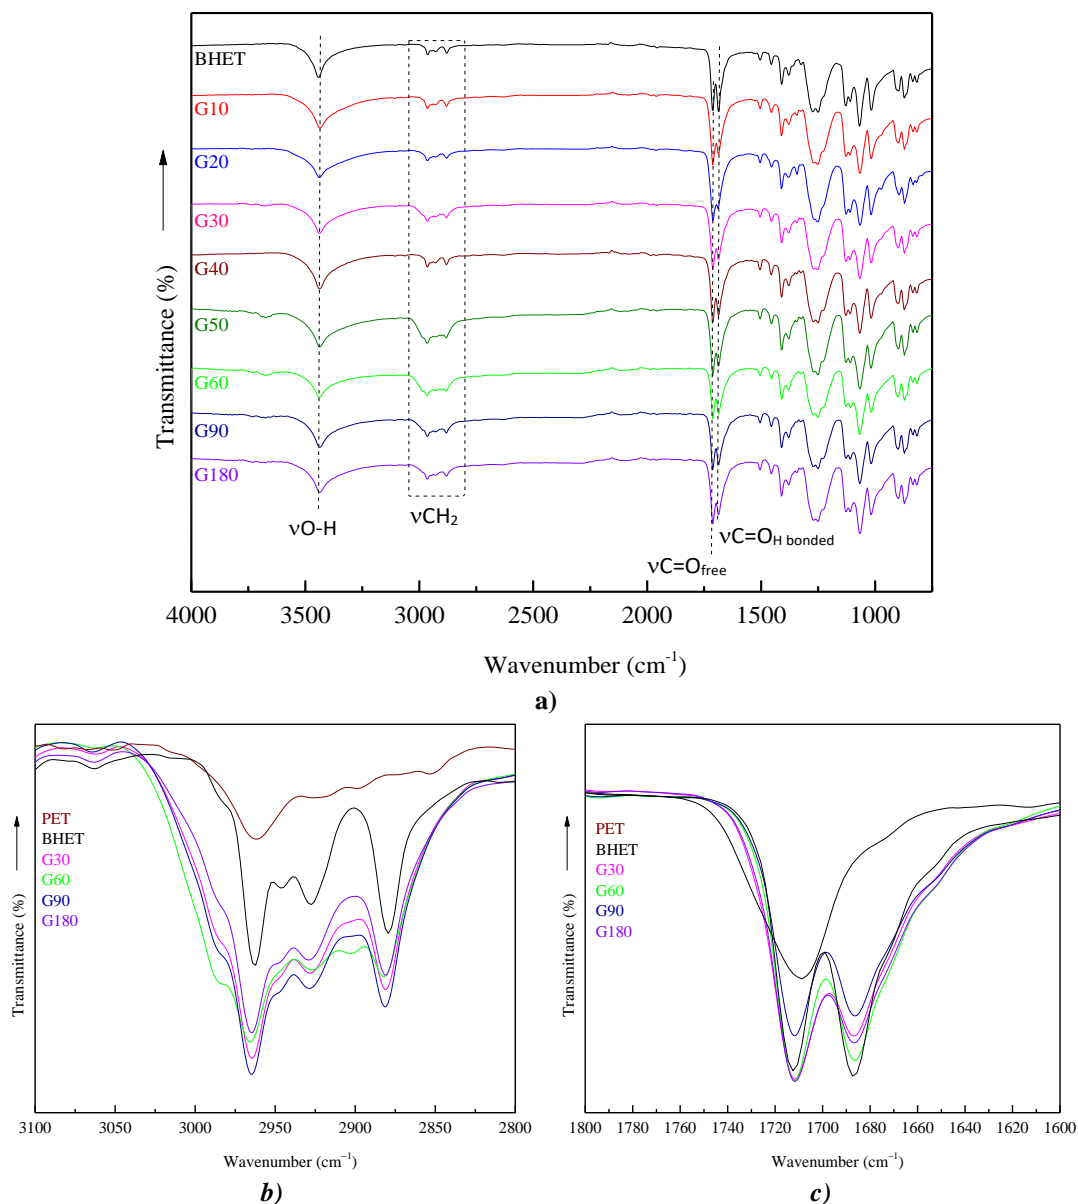 BHET
G10
G20
G30
G40
G50
G60
G90
G180
Transmittance (%)
νO-H
νCH₂
νC=O_H bonded
νC=O_free
4000 3500 3000 2500 2000 1500 1000
Wavenumber (cm⁻¹)
a)
PET
BHET
G30
G60
G90
G180
Transmittance (%)
3100 3050 3000 2950 2900 2850 2800
Wavenumber (cm⁻¹)
b)
PET
BHET
G30
G60
G90
G180
Transmittance (%)
1800 1780 1760 1740 1720 1700 1680 1660 1640 1620 1600
Wavenumber (cm⁻¹)
c)